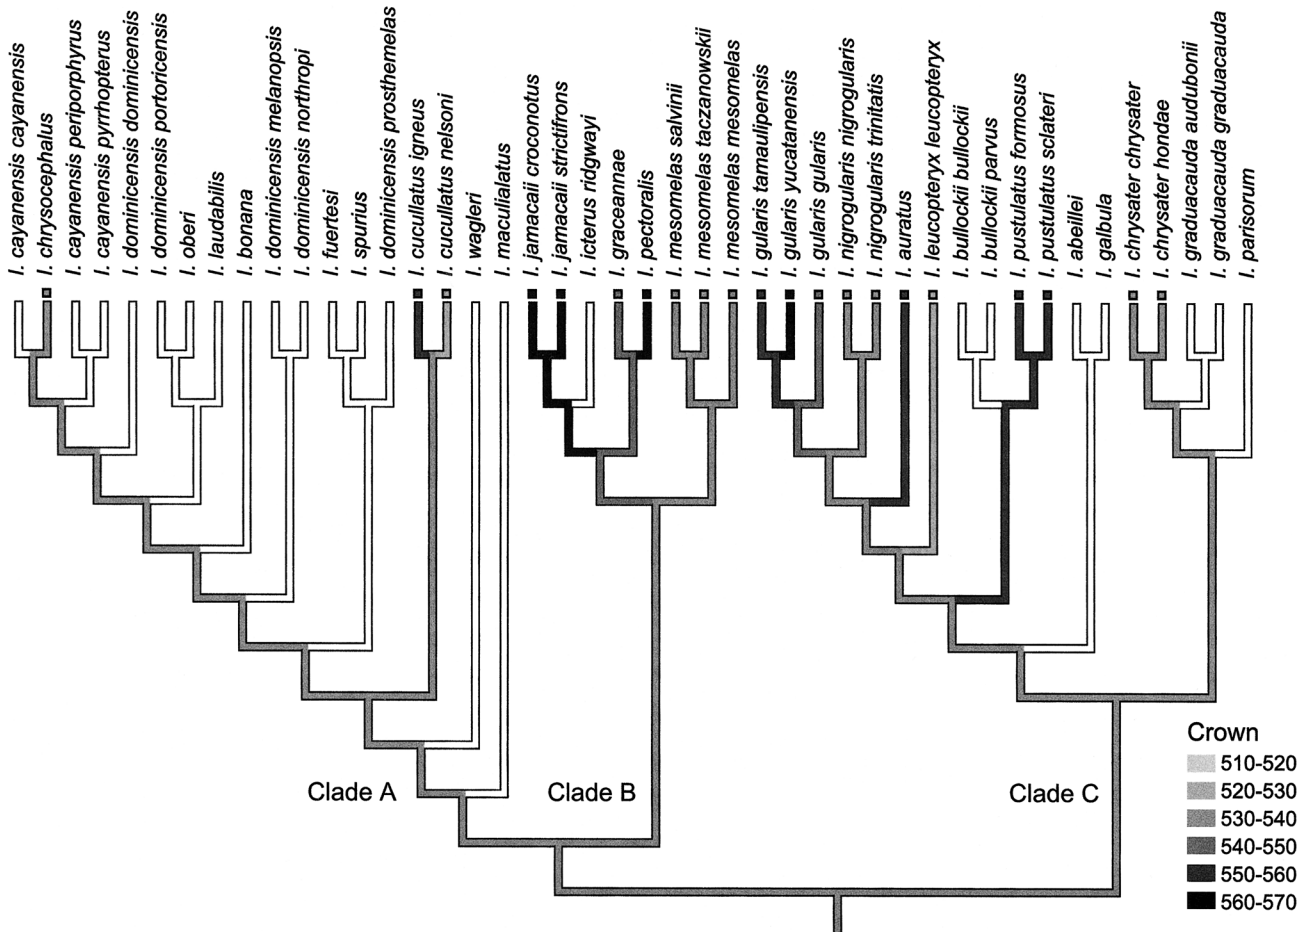 I. cayanensis cayanensis
I. chrysocephalus
I. cayanensis periporphyrus
I. cayanensis pyrrhopterus
I. dominicensis dominicensis
I. dominicensis portoricensis
I. oberi
I. laudabilis
I. bonana
I. dominicensis melanopsis
I. dominicensis northropi
I. fuertesi
I. spurius
I. dominicensis prosthemelas
I. cucullatus igneus
I. cucullatus nelsoni
I. wagleri
I. maculialatus
I. jamacaii croconotus
I. jamacaii strictifrons
I. icterus ridgwayi
I. graceannae
I. pectoralis
I. mesomelas salvinii
I. mesomelas taczanowskii
I. mesomelas mesomelas
I. gularis tamaulipensis
I. gularis yucatanensis
I. gularis gularis
I. nigrogularis nigrogularis
I. nigrogularis trinitatis
I. auratus
I. leucopteryx leucopteryx
I. bullockii bullockii
I. bullockii parvus
I. pustulatus formosus
I. pustulatus sclateri
I. abeillei
I. galbula
I. chrysater chrysater
I. chrysater hondae
I. graduacauda audubonii
I. graduacauda graduacauda
I. parisorum
Clade A
Clade B
Clade C
Crown
510-520
520-530
530-540
540-550
550-560
560-570